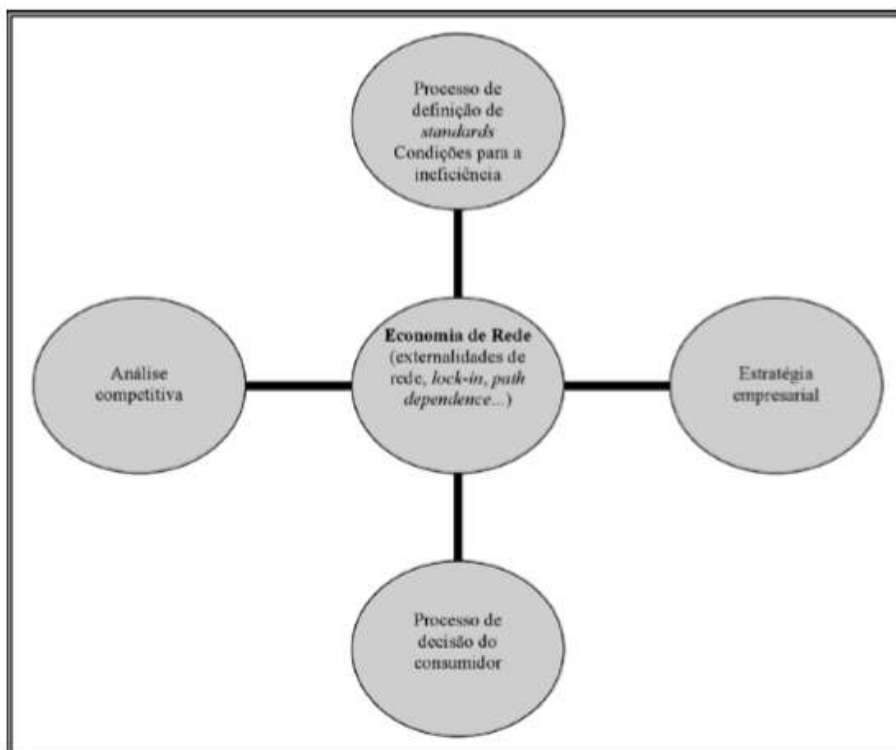 Processo de
definição de
standards
Condições para a
ineficiência
Análise
competitiva
Economia de Rede
(externalidades de
rede, lock-in, path
dependence...)
Estratégia
empresarial
Processo de
decisão do
consumidor